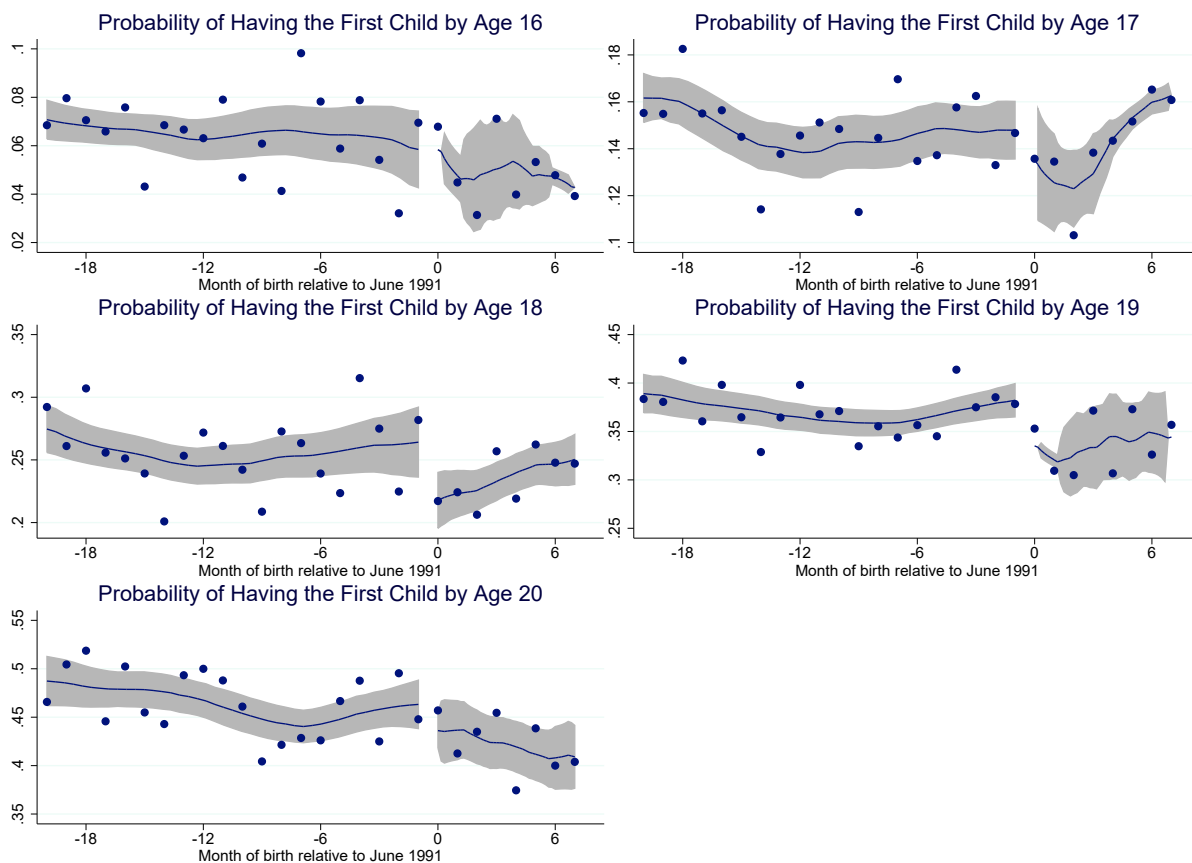 Probability of Having the First Child by Age 16
.1
.08
.06
.04
.02
-18 -12 -6 0 6
Month of birth relative to June 1991
Probability of Having the First Child by Age 17
.18
.16
.14
.12
.1
-18 -12 -6 0 6
Month of birth relative to June 1991
Probability of Having the First Child by Age 18
.35
.3
.25
.2
-18 -12 -6 0 6
Month of birth relative to June 1991
Probability of Having the First Child by Age 19
.45
.4
.35
.3
.25
-18 -12 -6 0 6
Month of birth relative to June 1991
Probability of Having the First Child by Age 20
.55
.5
.45
.4
.35
-18 -12 -6 0 6
Month of birth relative to June 1991